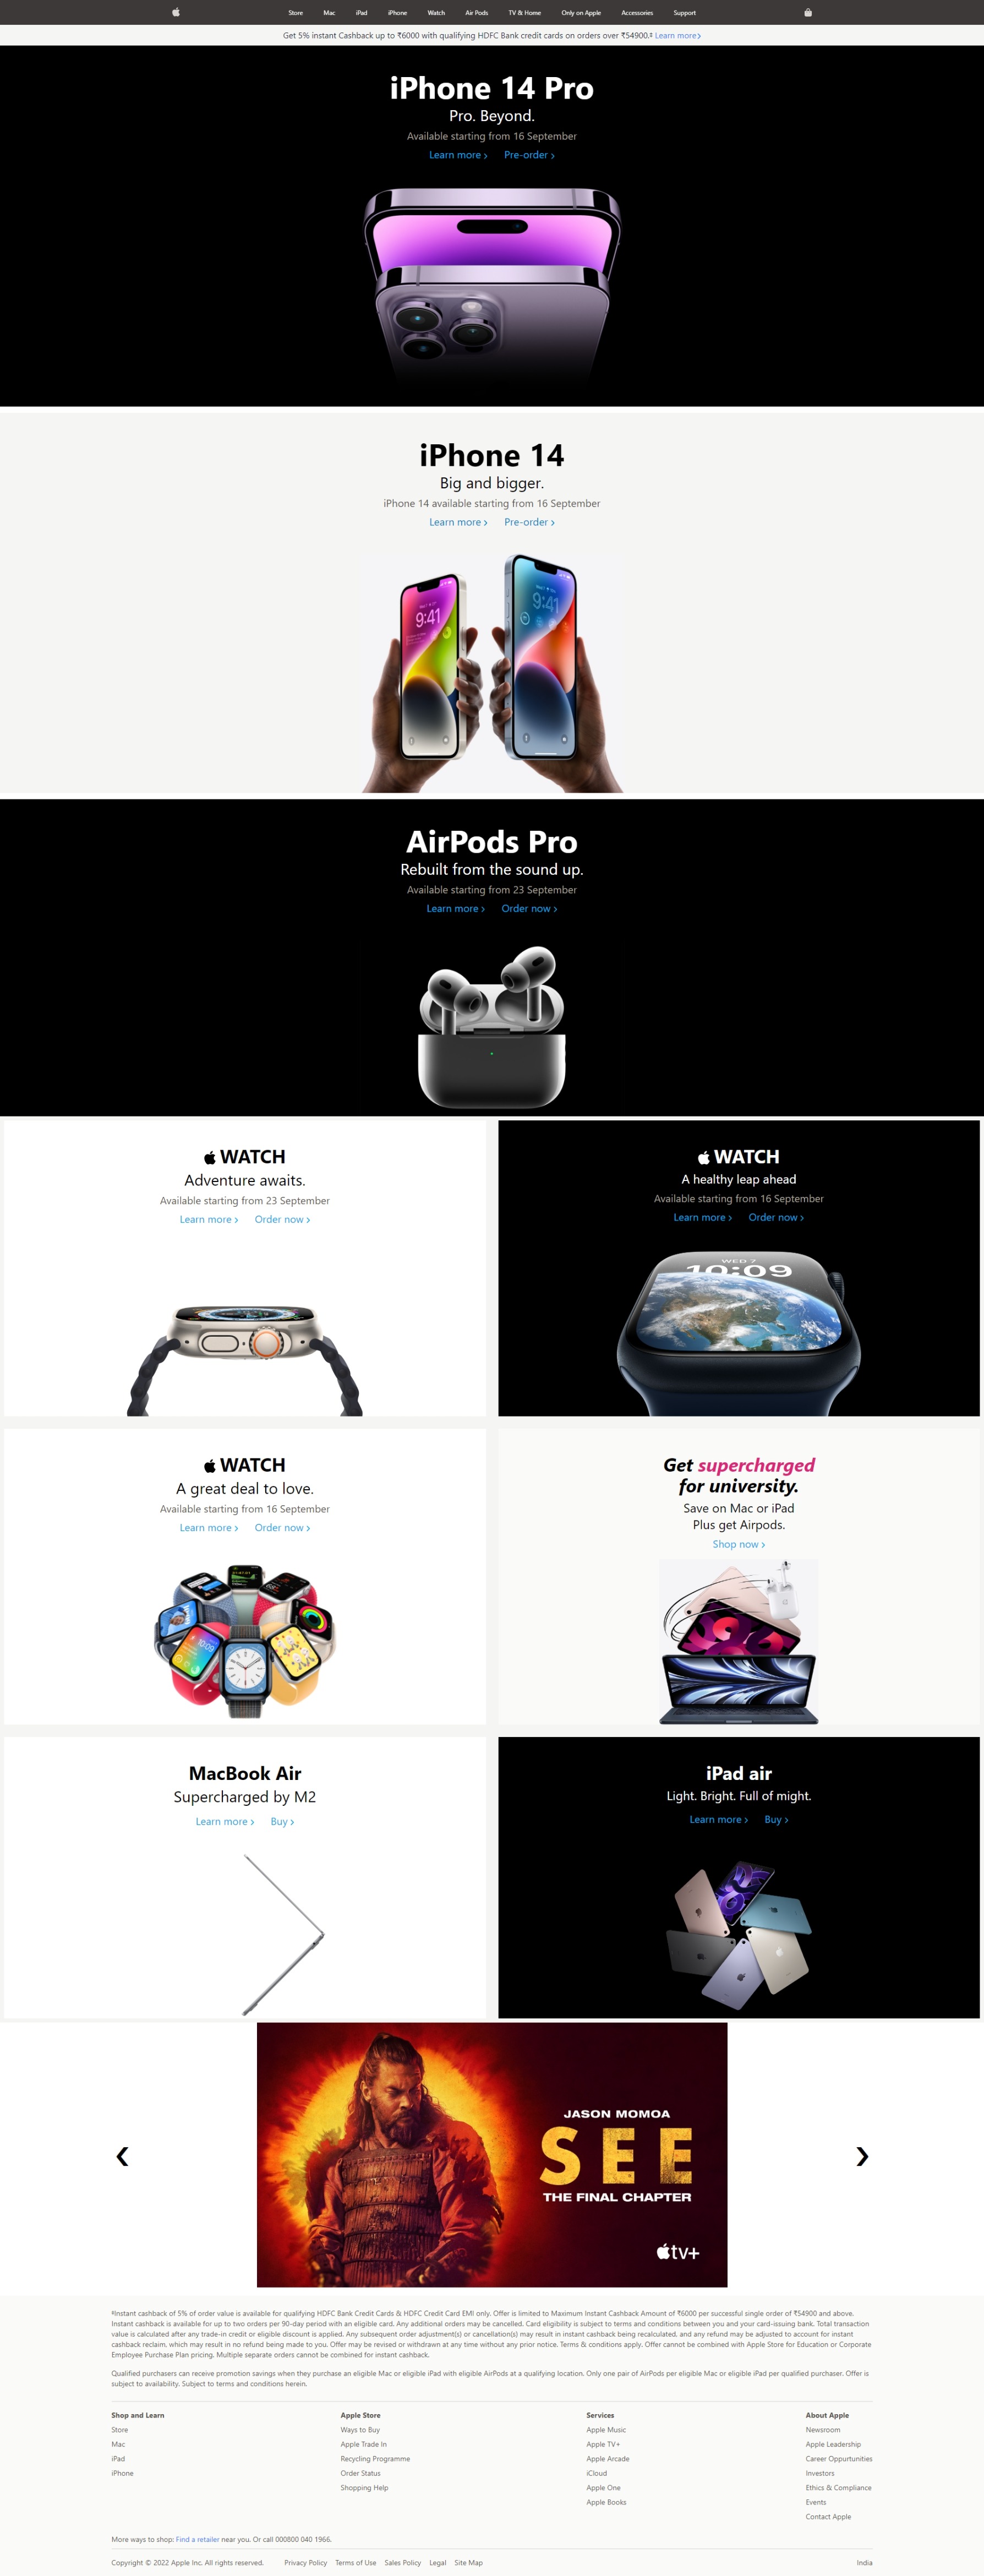 Store Mac iPad iPhone Watch Air Pods TV & Home Only on Apple Accessories Support
Get 5% instant Cashback up to ₹6000 with qualifying HDFC Bank credit cards on orders over ₹54900.‡ Learn more›
iPhone 14 Pro
Pro. Beyond.
Available starting from 16 September
Learn more › Pre-order ›
iPhone 14
Big and bigger.
iPhone 14 available starting from 16 September
Learn more › Pre-order ›
9:41
9:41
AirPods Pro
Rebuilt from the sound up.
Available starting from 23 September
Learn more › Order now ›
WATCH
Adventure awaits.
Available starting from 23 September
Learn more › Order now ›
WATCH
A healthy leap ahead
Available starting from 16 September
Learn more › Order now ›
WED 7
10:09
WATCH
A great deal to love.
Available starting from 16 September
Learn more › Order now ›
10:09
Get supercharged
for university.
Save on Mac or iPad
Plus get Airpods.
Shop now ›
MacBook Air
Supercharged by M2
Learn more › Buy ›
iPad air
Light. Bright. Full of might.
Learn more › Buy ›
JASON MOMOA
SEE
THE FINAL CHAPTER
tv+
‡Instant cashback of 5% of order value is available for qualifying HDFC Bank Credit Cards & HDFC Credit Card EMI only. Offer is limited to Maximum Instant Cashback Amount of ₹6000 per successful single order of ₹54900 and above.
Instant cashback is available for up to two orders per 90-day period with an eligible card. Any additional orders may be cancelled. Card eligibility is subject to terms and conditions between you and your card-issuing bank. Total transaction
value is calculated after any trade-in credit or eligible discount is applied. Any subsequent order adjustment(s) or cancellation(s) may result in instant cashback being recalculated, and any refund may be adjusted to account for instant
cashback reclaim. which may result in no refund being made to you. Offer may be revised or withdrawn at any time without any prior notice. Terms & conditions apply. Offer cannot be combined with Apple Store for Education or Corporate
Employee Purchase Plan pricing. Multiple separate orders cannot be combined for instant cashback.
Qualified purchasers can receive promotion savings when they purchase an eligible Mac or eligible iPad with eligible AirPods at a qualifying location. Only one pair of AirPods per eligible Mac or eligible iPad per qualified purchaser. Offer is
subject to availability. Subject to terms and conditions herein.
Shop and Learn
Store
Mac
iPad
iPhone
Apple Store
Ways to Buy
Apple Trade In
Recycling Programme
Order Status
Shopping Help
Services
Apple Music
Apple TV+
Apple Arcade
iCloud
Apple One
Apple Books
About Apple
Newsroom
Apple Leadership
Career Oppurtunities
Investors
Ethics & Compliance
Events
Contact Apple
More ways to shop: Find a retailer near you. Or call 000800 040 1966.
Copyright © 2022 Apple Inc. All rights reserved. Privacy Policy Terms of Use Sales Policy Legal Site Map India